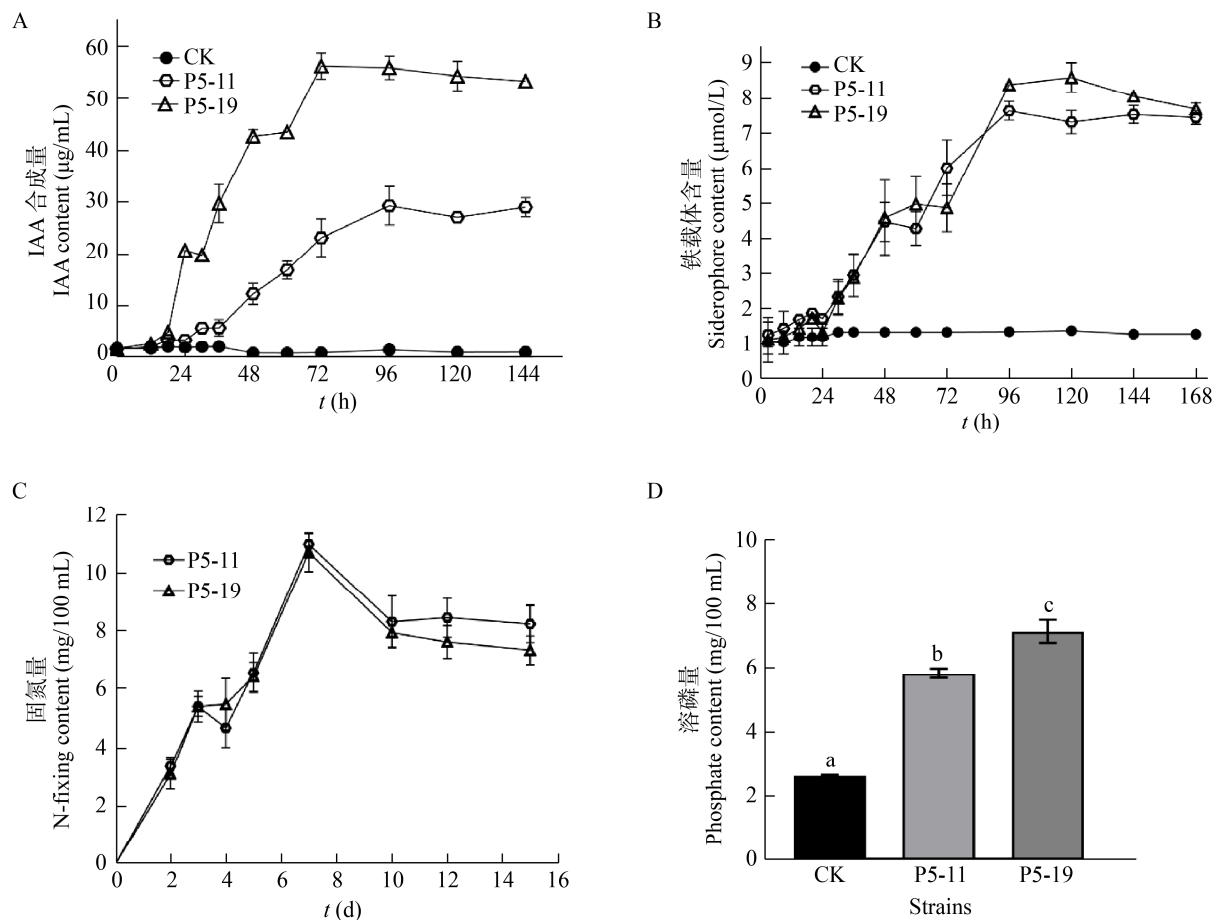 A
IAA 合成量
IAA content (μg/mL)
60
50
40
30
20
10
0
CK
P5-11
P5-19
0 24 48 72 96 120 144
t (h)
B
铁载体含量
Siderophore content (μmol/L)
9
8
7
6
5
4
3
2
1
0
CK
P5-11
P5-19
0 24 48 72 96 120 144 168
t (h)
C
固氮量
N-fixing content (mg/100 mL)
12
10
8
6
4
2
0
P5-11
P5-19
0 2 4 6 8 10 12 14 16
t (d)
D
溶磷量
Phosphate content (mg/100 mL)
10
8
6
4
2
0
a
b
c
CK P5-11 P5-19
Strains